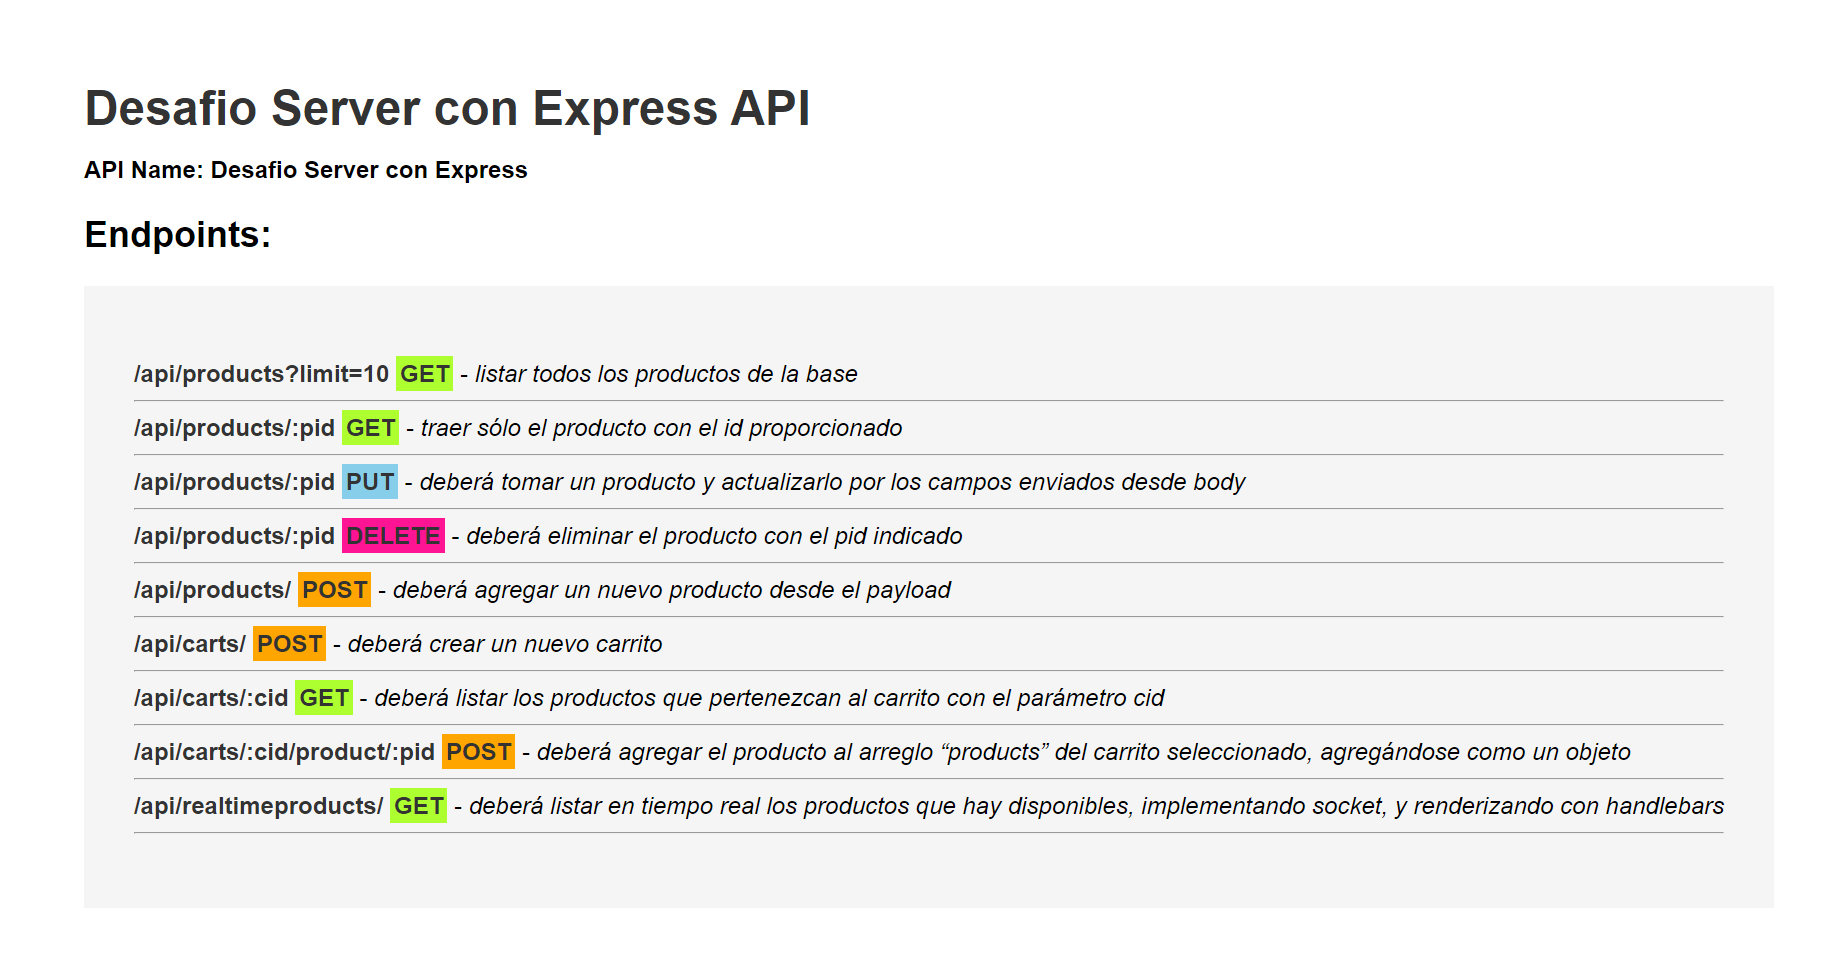 Desafio Server con Express API
API Name: Desafio Server con Express
Endpoints:
/api/products?limit=10 GET - listar todos los productos de la base
/api/products/:pid GET - traer sólo el producto con el id proporcionado
/api/products/:pid PUT - deberá tomar un producto y actualizarlo por los campos enviados desde body
/api/products/:pid DELETE - deberá eliminar el producto con el pid indicado
/api/products/ POST - deberá agregar un nuevo producto desde el payload
/api/carts/ POST - deberá crear un nuevo carrito
/api/carts/:cid GET - deberá listar los productos que pertenezcan al carrito con el parámetro cid
/api/carts/:cid/product/:pid POST - deberá agregar el producto al arreglo “products” del carrito seleccionado, agregándose como un objeto
/api/realtimeproducts/ GET - deberá listar en tiempo real los productos que hay disponibles, implementando socket, y renderizando con handlebars